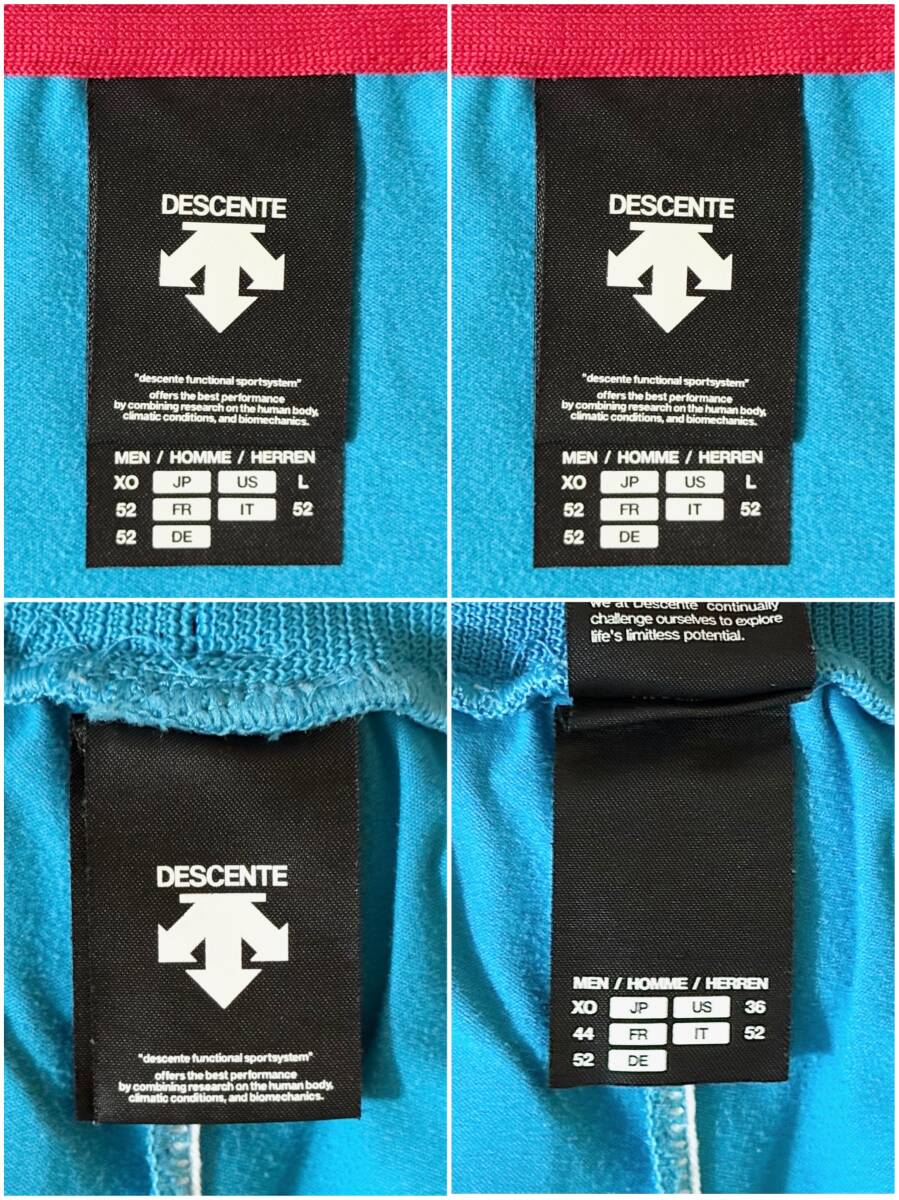 DESCENTE
"descente functional sportsystem"
offers the best performance
by combining research on the human body,
climatic conditions, and biomechanics.
MEN / HOMME / HERREN
XO JP US L
52 FR IT 52
52 DE
DESCENTE
"descente functional sportsystem"
offers the best performance
by combining research on the human body,
climatic conditions, and biomechanics.
MEN / HOMME / HERREN
XO JP US L
52 FR IT 52
52 DE
DESCENTE
"descente functional sportsystem"
offers the best performance
by combining research on the human body,
climatic conditions, and biomechanics.
we at Descente continually
challenge ourselves to explore
life's limitless potential.
MEN / HOMME / HERREN
XO JP US 36
44 FR IT 52
52 DE